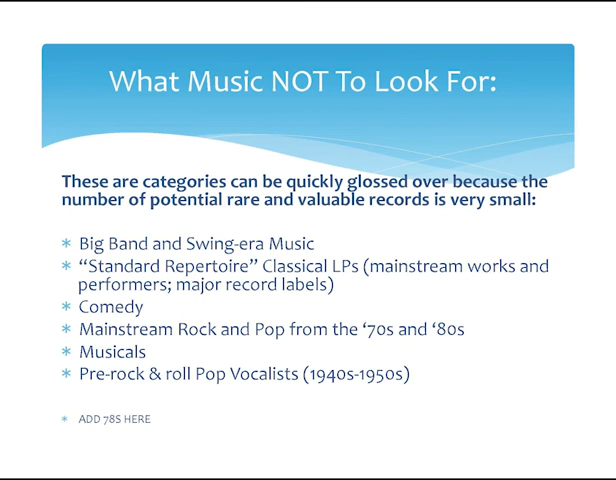 What Music NOT To Look For:
These are categories can be quickly glossed over because the
number of potential rare and valuable records is very small:
* Big Band and Swing-era Music
* “Standard Repertoire” Classical LPs (mainstream works and
performers; major record labels)
* Comedy
* Mainstream Rock and Pop from the ‘70s and ‘80s
* Musicals
* Pre-rock & roll Pop Vocalists (1940s-1950s)
* ADD 78S HERE